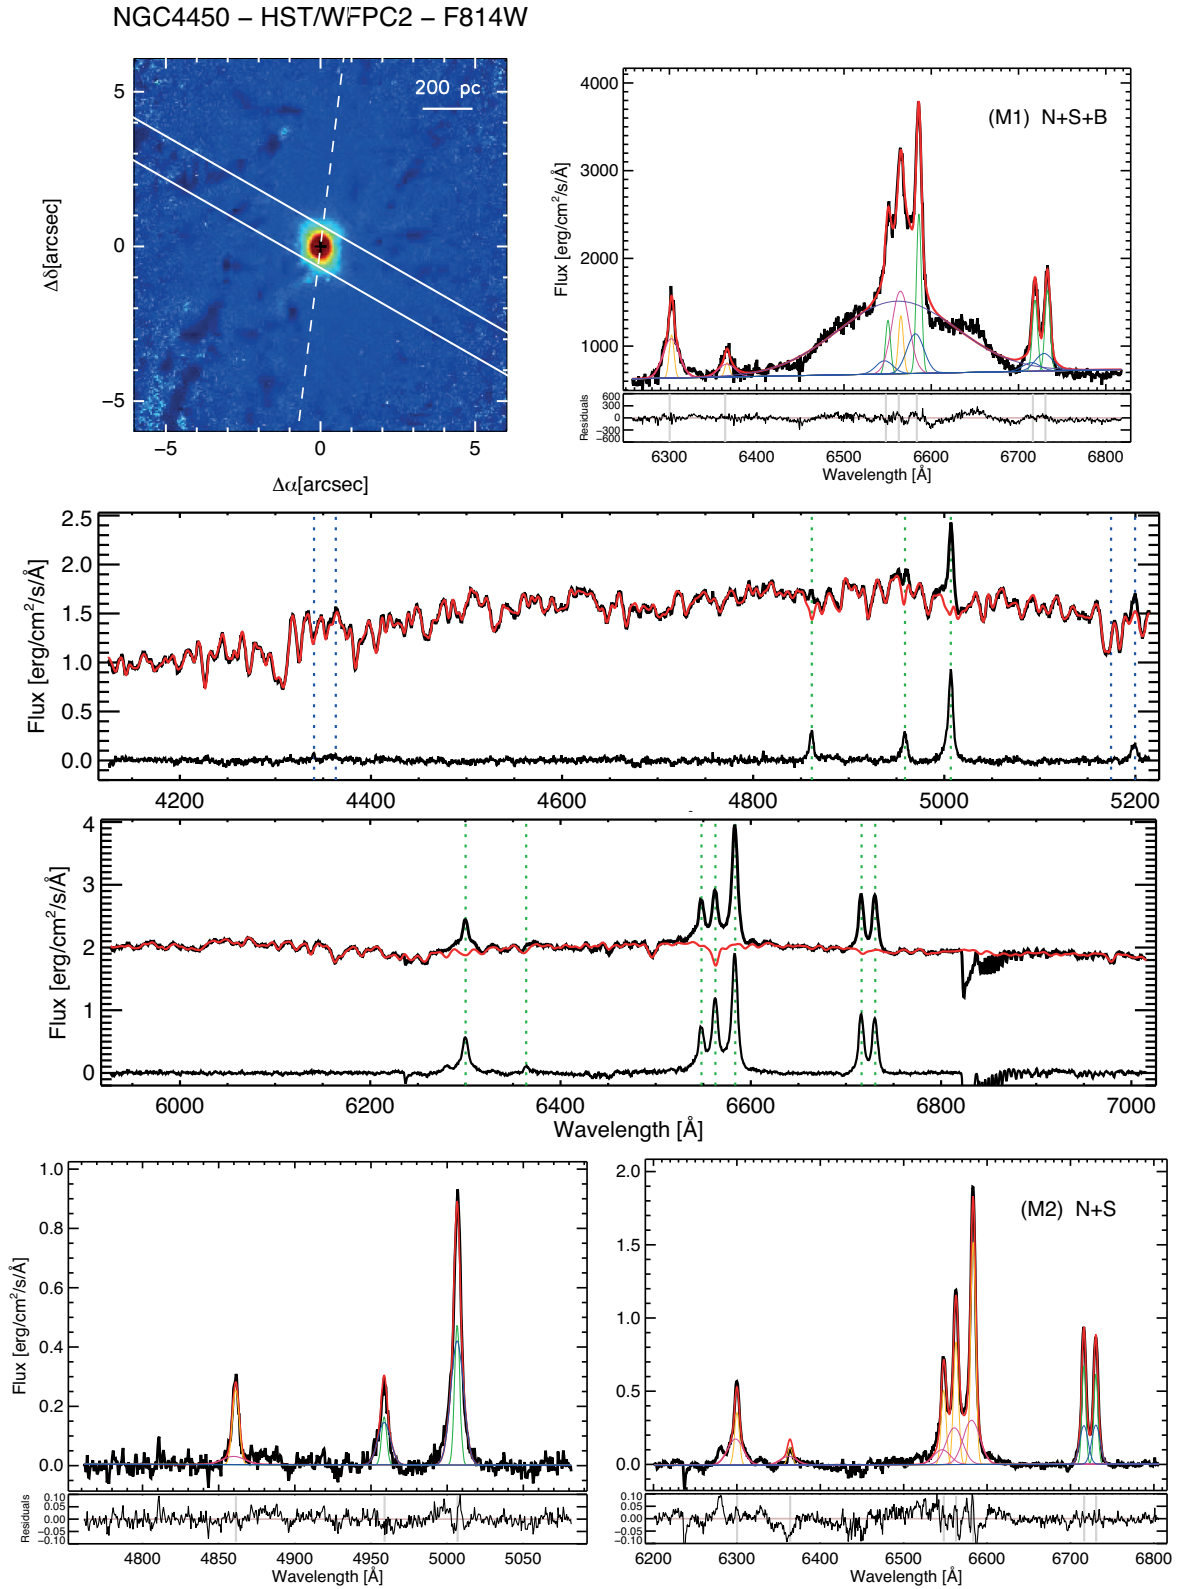 NGC4450 − HST/WFPC2 − F814W
200 pc
5
0
−5
Δδ[arcsec]
−5 0 5
Δα[arcsec]
(M1) N+S+B
4000
3000
2000
1000
Flux [erg/cm²/s/Å]
600
300
0
−300
−600
Residuals
6300 6400 6500 6600 6700 6800
Wavelength [Å]
2.5
2.0
1.5
1.0
0.5
0.0
Flux [erg/cm²/s/Å]
4200 4400 4600 4800 5000 5200
4
3
2
1
0
Flux [erg/cm²/s/Å]
6000 6200 6400 6600 6800 7000
Wavelength [Å]
1.0
0.8
0.6
0.4
0.2
0.0
Flux [erg/cm²/s/Å]
0.10
0.05
0.00
−0.05
−0.10
Residuals
4800 4850 4900 4950 5000 5050
Wavelength [Å]
(M2) N+S
2.0
1.5
1.0
0.5
0.0
Flux [erg/cm²/s/Å]
0.10
0.05
0.00
−0.05
−0.10
Residuals
6200 6300 6400 6500 6600 6700 6800
Wavelength [Å]